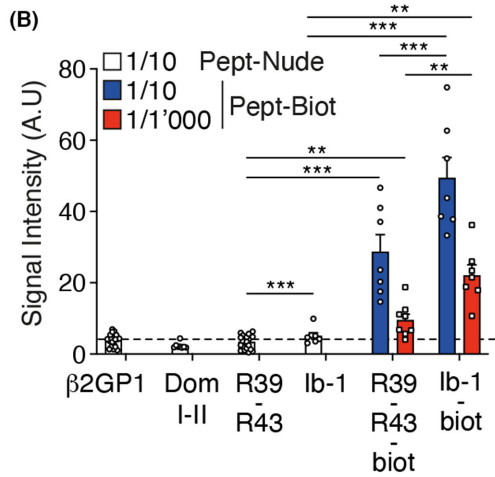 (B)
**
***
***
**
1/10 Pept-Nude
1/10
1/1'000
Pept-Biot
**
***
***
Signal Intensity (A.U)
80
60
40
20
0
β2GP1
Dom
I-II
R39
-
R43
Ib-1
R39
-
R43
-
biot
Ib-1
-
biot